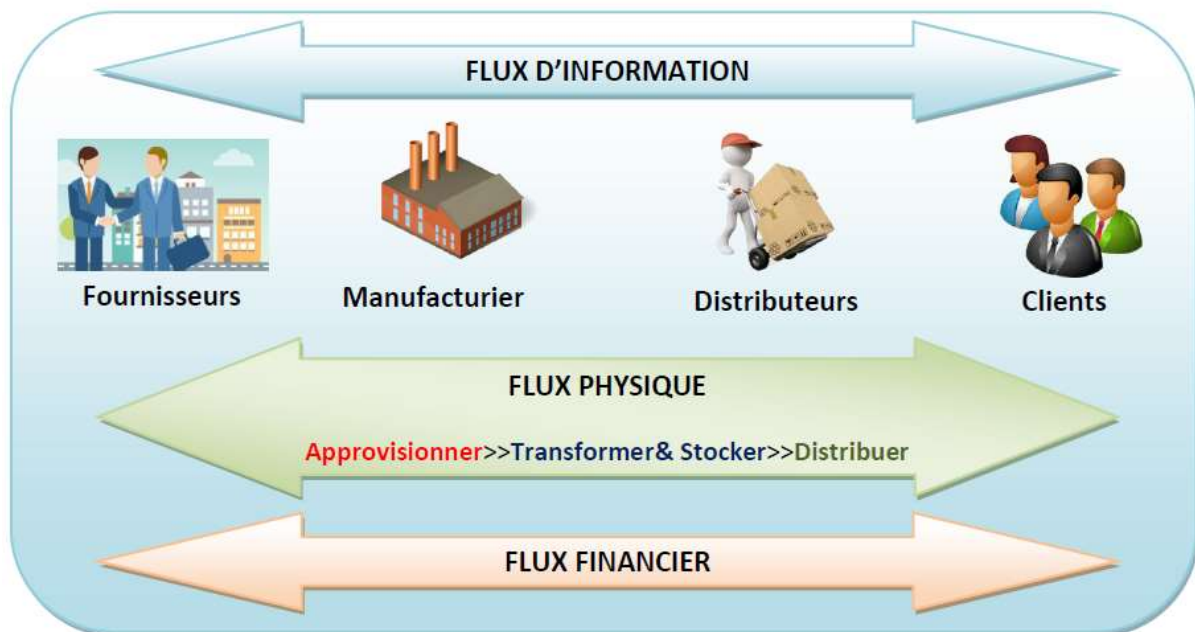 FLUX D’INFORMATION
Fournisseurs
Manufacturier
Distributeurs
Clients
FLUX PHYSIQUE
Approvisionner>>Transformer& Stocker>>Distribuer
FLUX FINANCIER